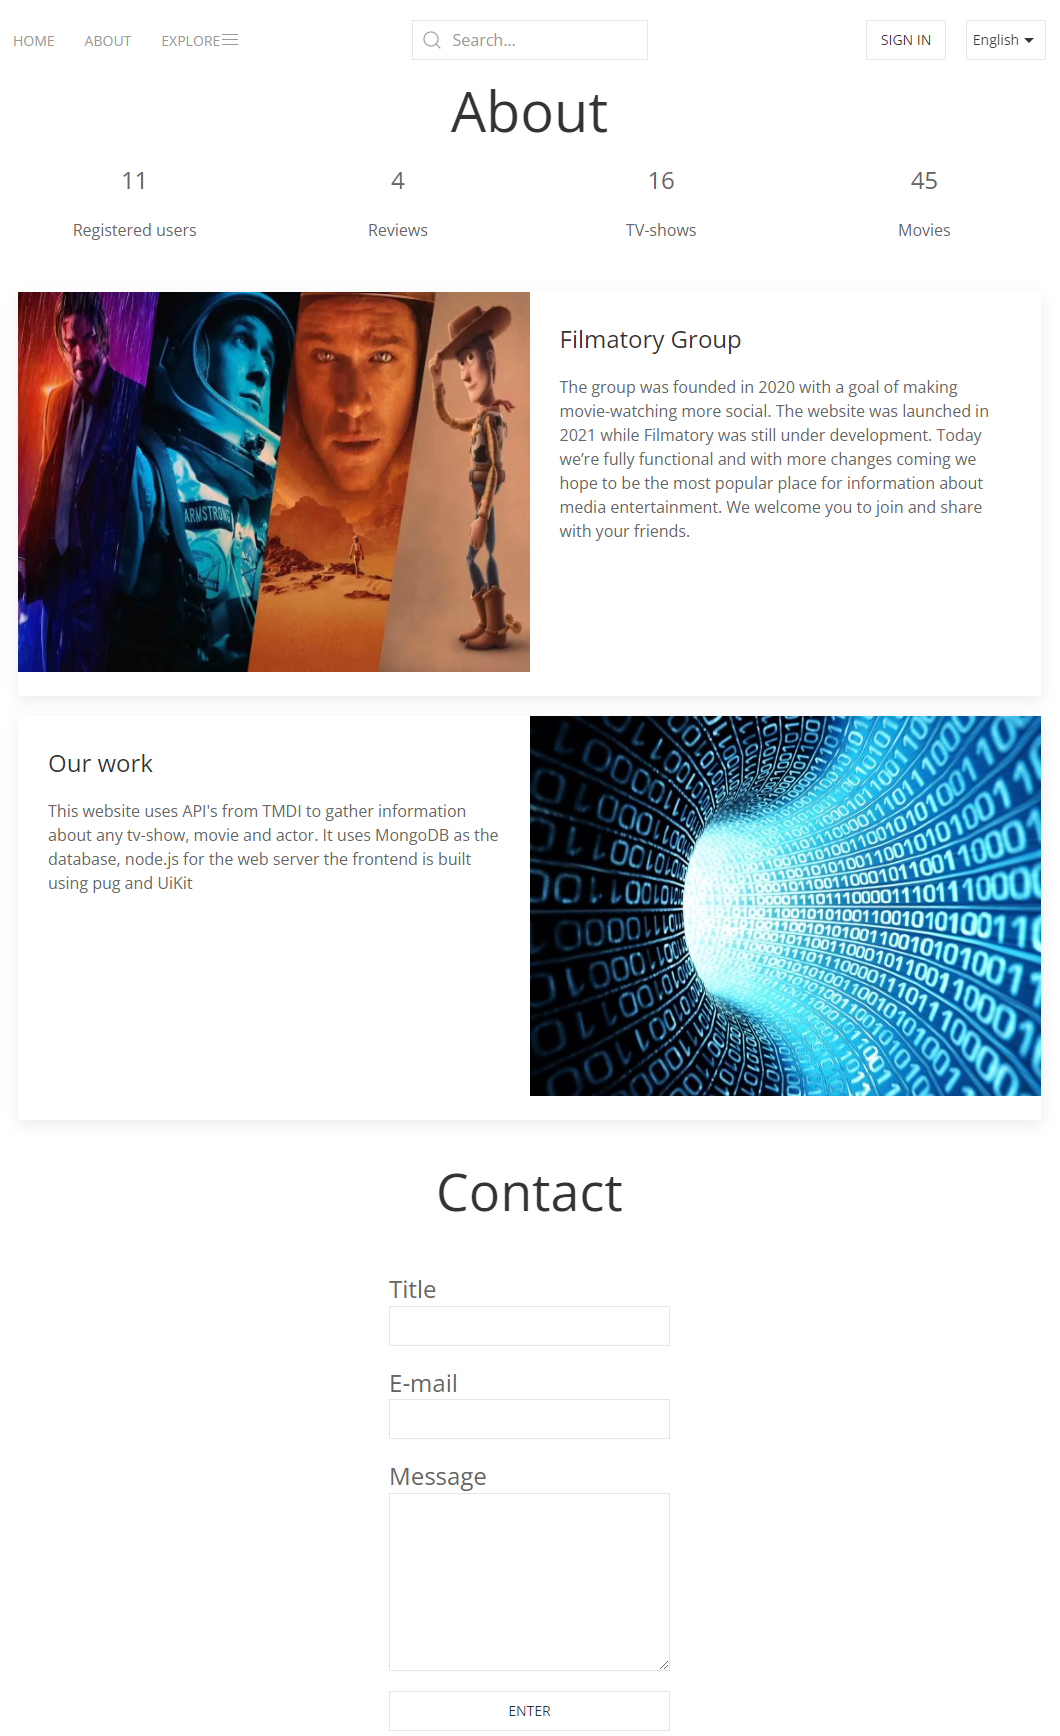 HOME ABOUT EXPLORE Search... SIGN IN English
About
11 4 16 45
Registered users Reviews TV-shows Movies
ARMSTRONG
Filmatory Group
The group was founded in 2020 with a goal of making
movie-watching more social. The website was launched in
2021 while Filmatory was still under development. Today
we’re fully functional and with more changes coming we
hope to be the most popular place for information about
media entertainment. We welcome you to join and share
with your friends.
Our work
This website uses API's from TMDI to gather information
about any tv-show, movie and actor. It uses MongoDB as the
database, node.js for the web server the frontend is built
using pug and UiKit
Contact
Title
E-mail
Message
ENTER